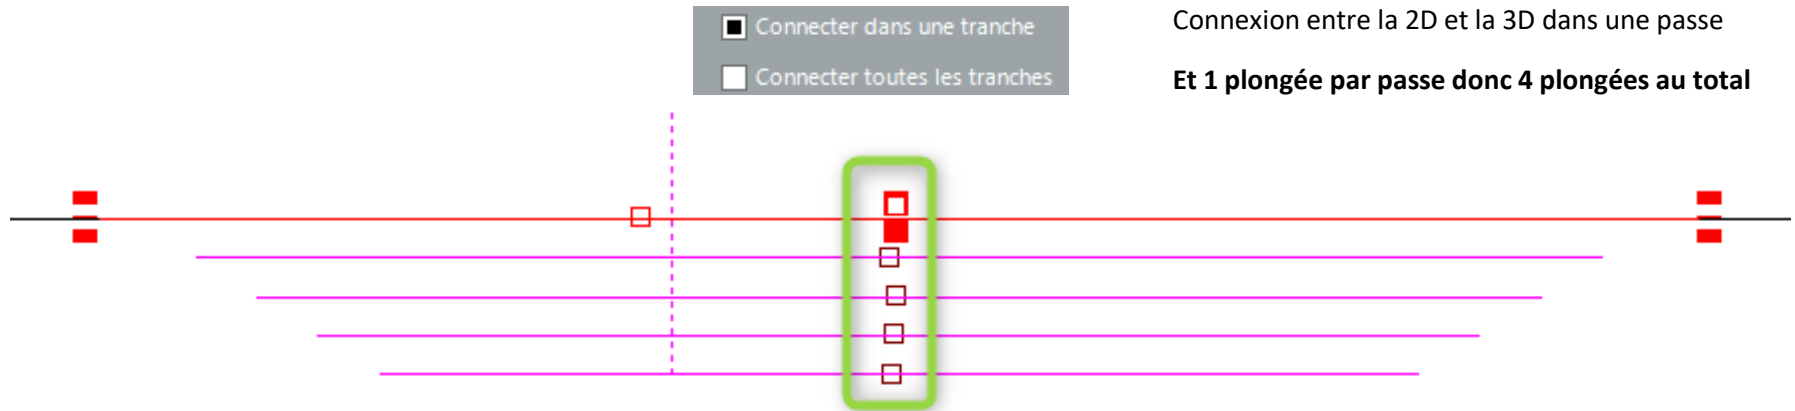 Connecter dans une tranche
Connecter toutes les tranches
Connexion entre la 2D et la 3D dans une passe
Et 1 plongée par passe donc 4 plongées au total